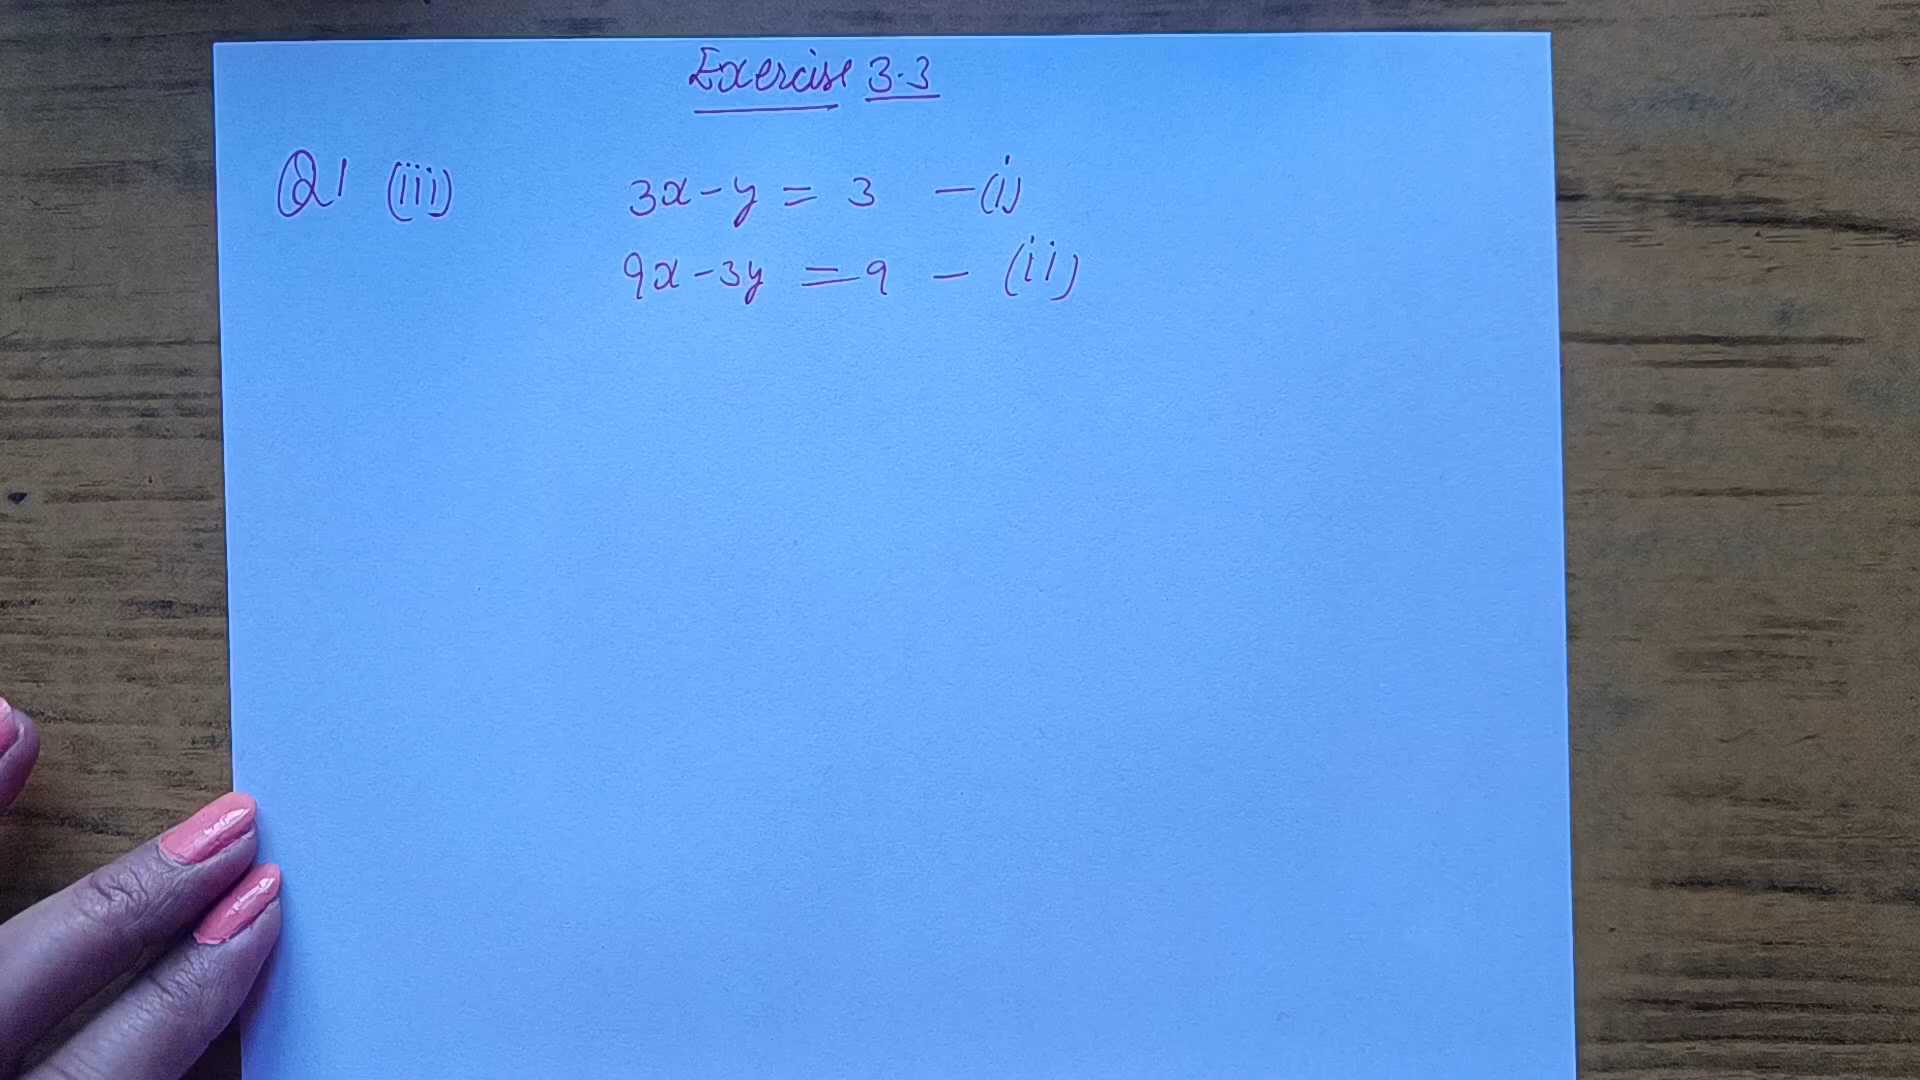 Exercise 3.3
Q1 (iii) 3x - y = 3 - (i)
9x - 3y = 9 - (ii)